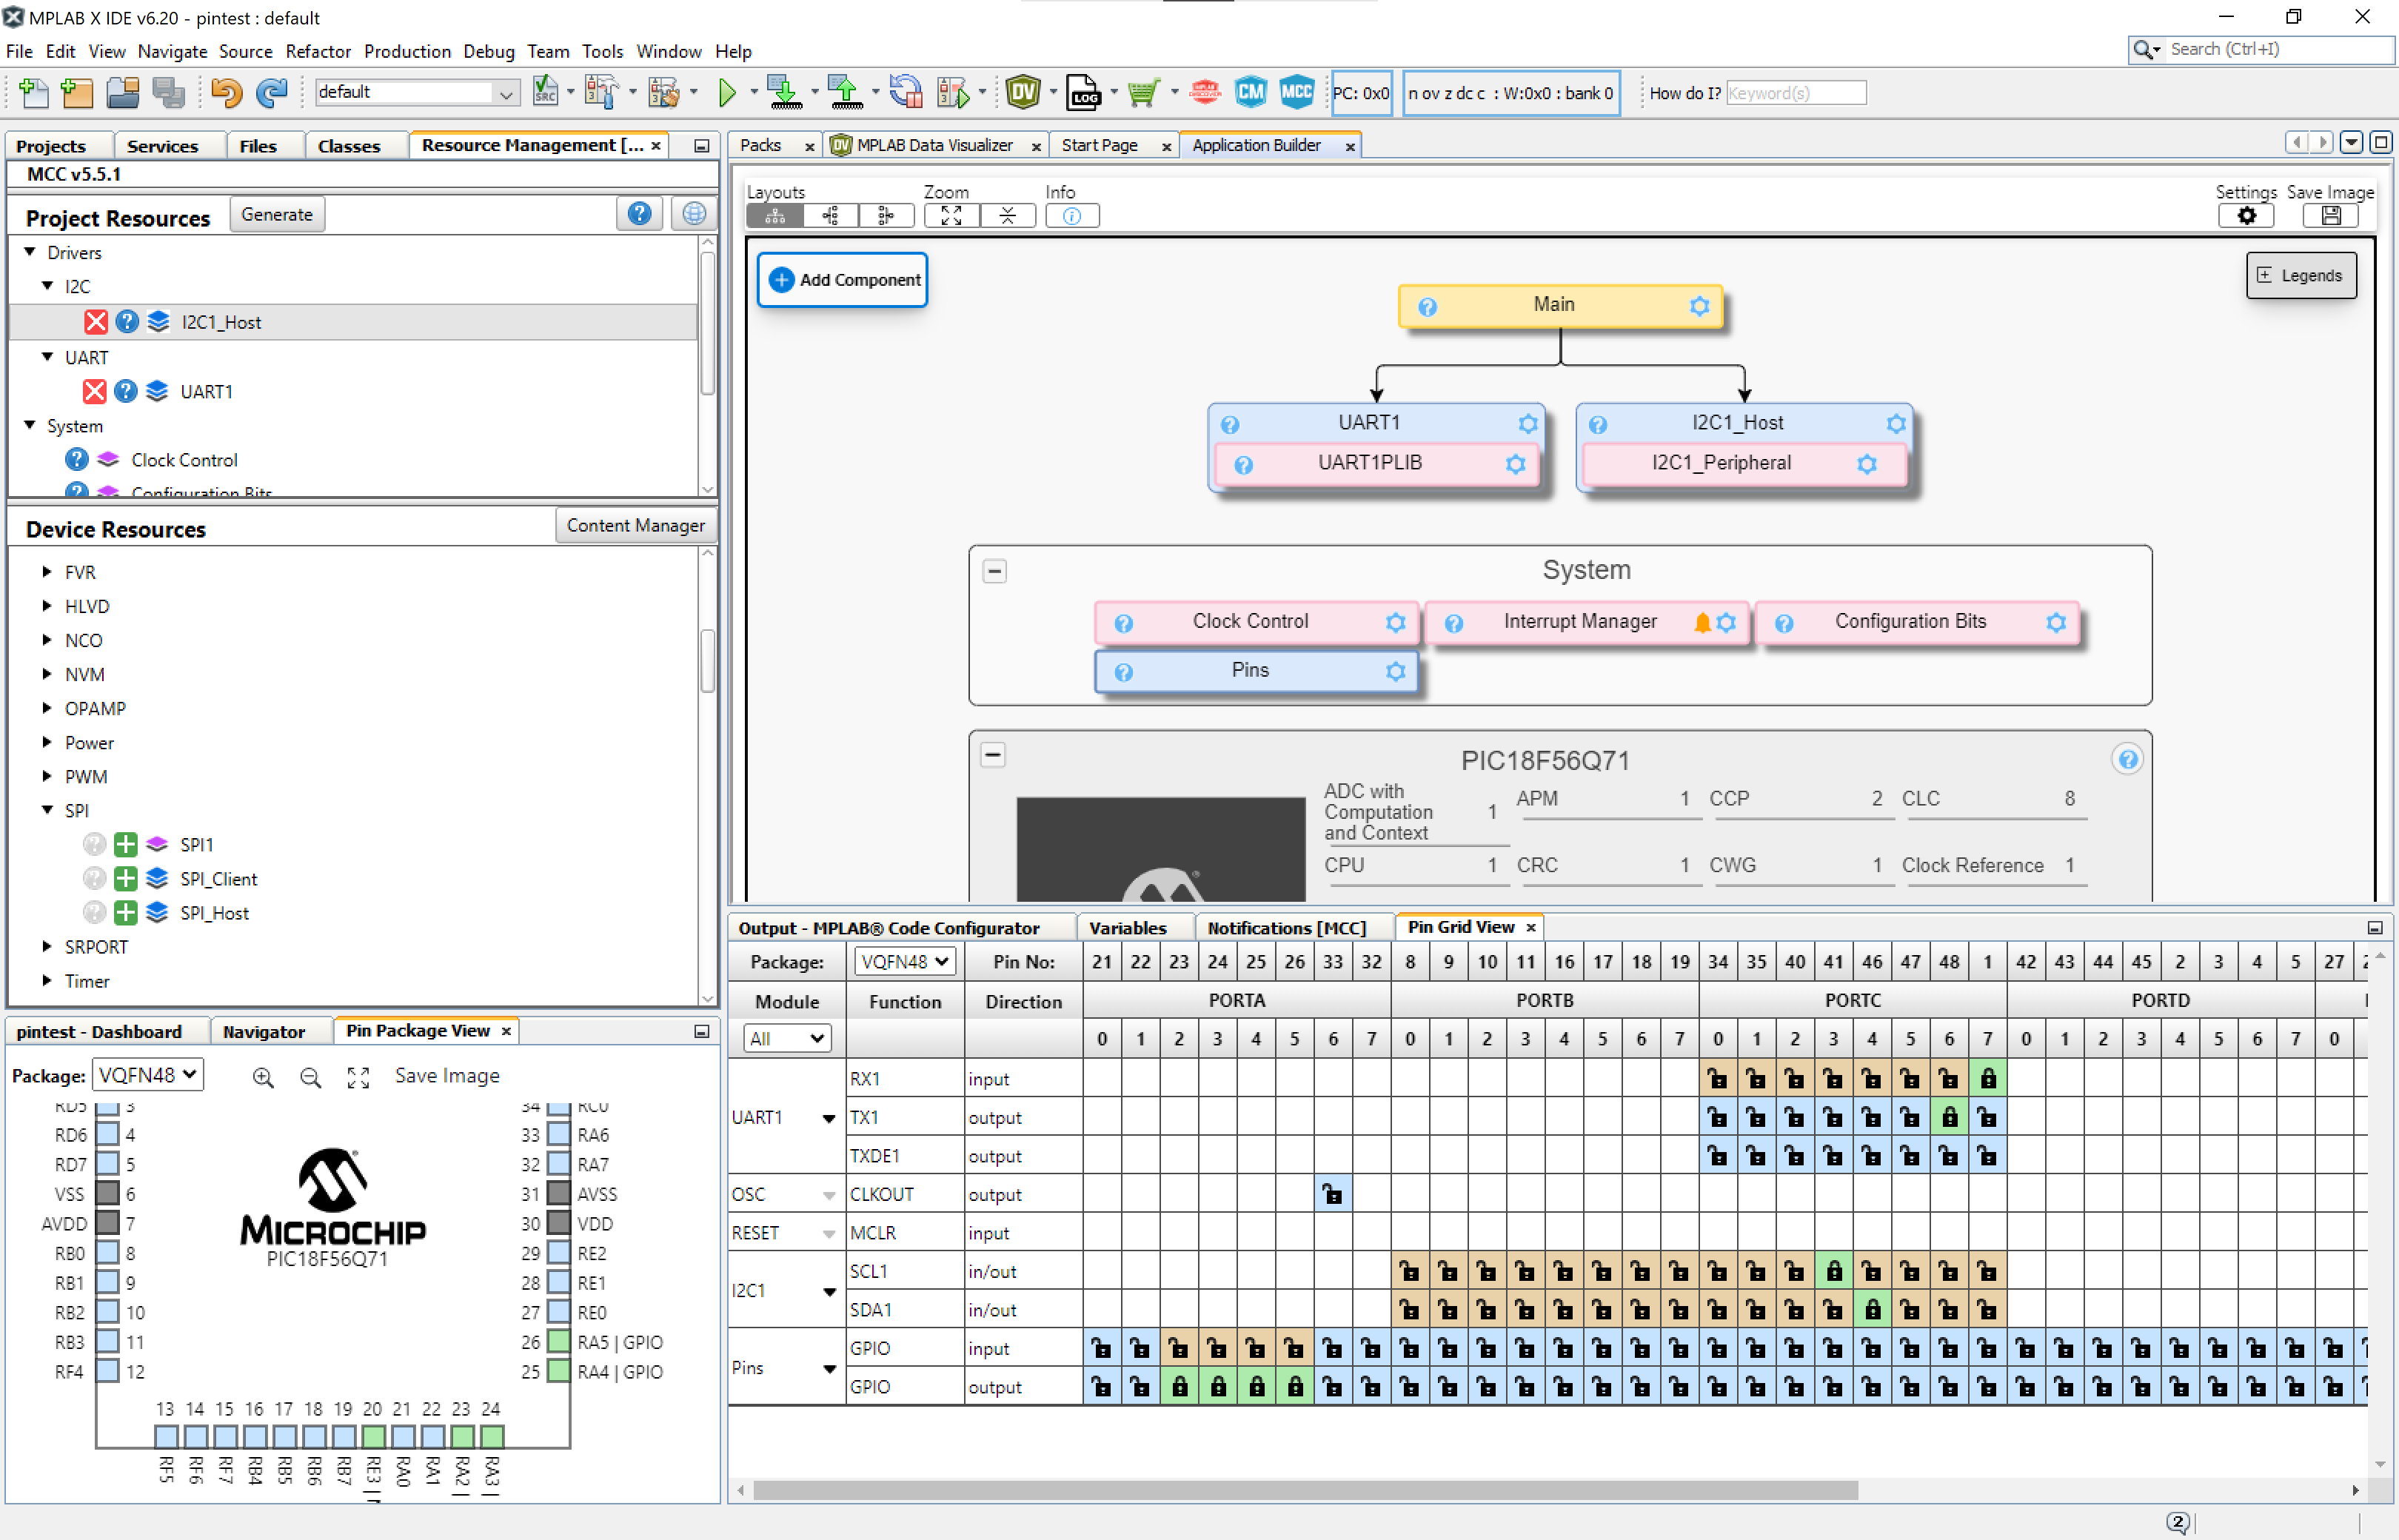 MPLAB X IDE v6.20 - pintest : default
File Edit View Navigate Source Refactor Production Debug Team Tools Window Help
Search (Ctrl+I)
default
SRC
DV
LOG
CM
MCC
PC: 0x0
n ov z dc c : W:0x0 : bank 0
How do I?
Keyword(s)
Projects
Services
Files
Classes
Resource Management [...
MCC v5.5.1
Project Resources
Generate
Drivers
I2C
I2C1_Host
UART
UART1
System
Clock Control
Configuration Bits
Device Resources
Content Manager
FVR
HLVD
NCO
NVM
OPAMP
Power
PWM
SPI
SPI1
SPI_Client
SPI_Host
SRPORT
Timer
Packs
MPLAB Data Visualizer
Start Page
Application Builder
Layouts
Zoom
Info
Settings
Save Image
Add Component
Legends
Main
UART1
UART1PLIB
I2C1_Host
I2C1_Peripheral
System
Clock Control
Interrupt Manager
Configuration Bits
Pins
PIC18F56Q71
ADC with Computation and Context 1 APM 1 CCP 2 CLC 8
CPU 1 CRC 1 CWG 1 Clock Reference 1
pintest - Dashboard
Navigator
Pin Package View
Package: VQFN48
Save Image
RD5 3
RD6 4
RD7 5
VSS 6
AVDD 7
RB0 8
RB1 9
RB2 10
RB3 11
RF4 12
34 RC0
33 RA6
32 RA7
31 AVSS
30 VDD
29 RE2
28 RE1
27 RE0
26 RA5 | GPIO
25 RA4 | GPIO
MICROCHIP
PIC18F56Q71
13 14 15 16 17 18 19 20 21 22 23 24
RF5 RF6 RF7 RB4 RB5 RB6 RB7 RE3 | RA0 RA1 RA2 | RA3 |
Output - MPLAB® Code Configurator
Variables
Notifications [MCC]
Pin Grid View
Package: VQFN48 Pin No: 21 22 23 24 25 26 33 32 8 9 10 11 16 17 18 19 34 35 40 41 46 47 48 1 42 43 44 45 2 3 4 5 27
Module Function Direction PORTA PORTB PORTC PORTD
All 0 1 2 3 4 5 6 7 0 1 2 3 4 5 6 7 0 1 2 3 4 5 6 7 0 1 2 3 4 5 6 7 0
UART1
RX1 input
TX1 output
TXDE1 output
OSC CLKOUT output
RESET MCLR input
I2C1
SCL1 in/out
SDA1 in/out
Pins
GPIO input
GPIO output
2